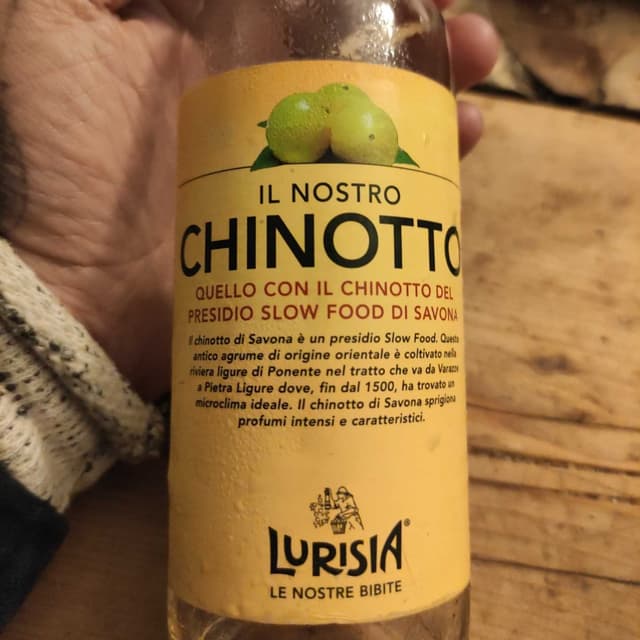 IL NOSTRO
CHINOTTO
QUELLO CON IL CHINOTTO DEL
PRESIDIO SLOW FOOD DI SAVONA
Il chinotto di Savona è un presidio Slow Food. Questo
antico agrume di origine orientale è coltivato nella
riviera ligure di Ponente nel tratto che va da Varazze
a Pietra Ligure dove, fin dal 1500, ha trovato un
microclima ideale. Il chinotto di Savona sprigiona
profumi intensi e caratteristici.
LURISIA®
LE NOSTRE BIBITE